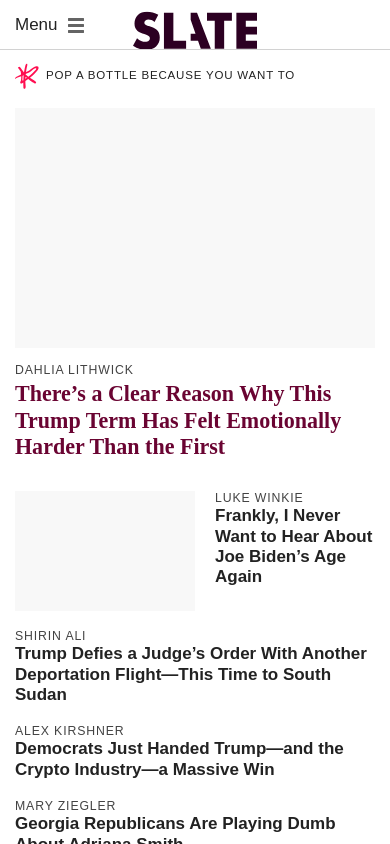 Menu
SLATE
POP A BOTTLE BECAUSE YOU WANT TO
DAHLIA LITHWICK
There’s a Clear Reason Why This
Trump Term Has Felt Emotionally
Harder Than the First
LUKE WINKIE
Frankly, I Never
Want to Hear About
Joe Biden’s Age
Again
SHIRIN ALI
Trump Defies a Judge’s Order With Another
Deportation Flight—This Time to South
Sudan
ALEX KIRSHNER
Democrats Just Handed Trump—and the
Crypto Industry—a Massive Win
MARY ZIEGLER
Georgia Republicans Are Playing Dumb
About Adriana Smith